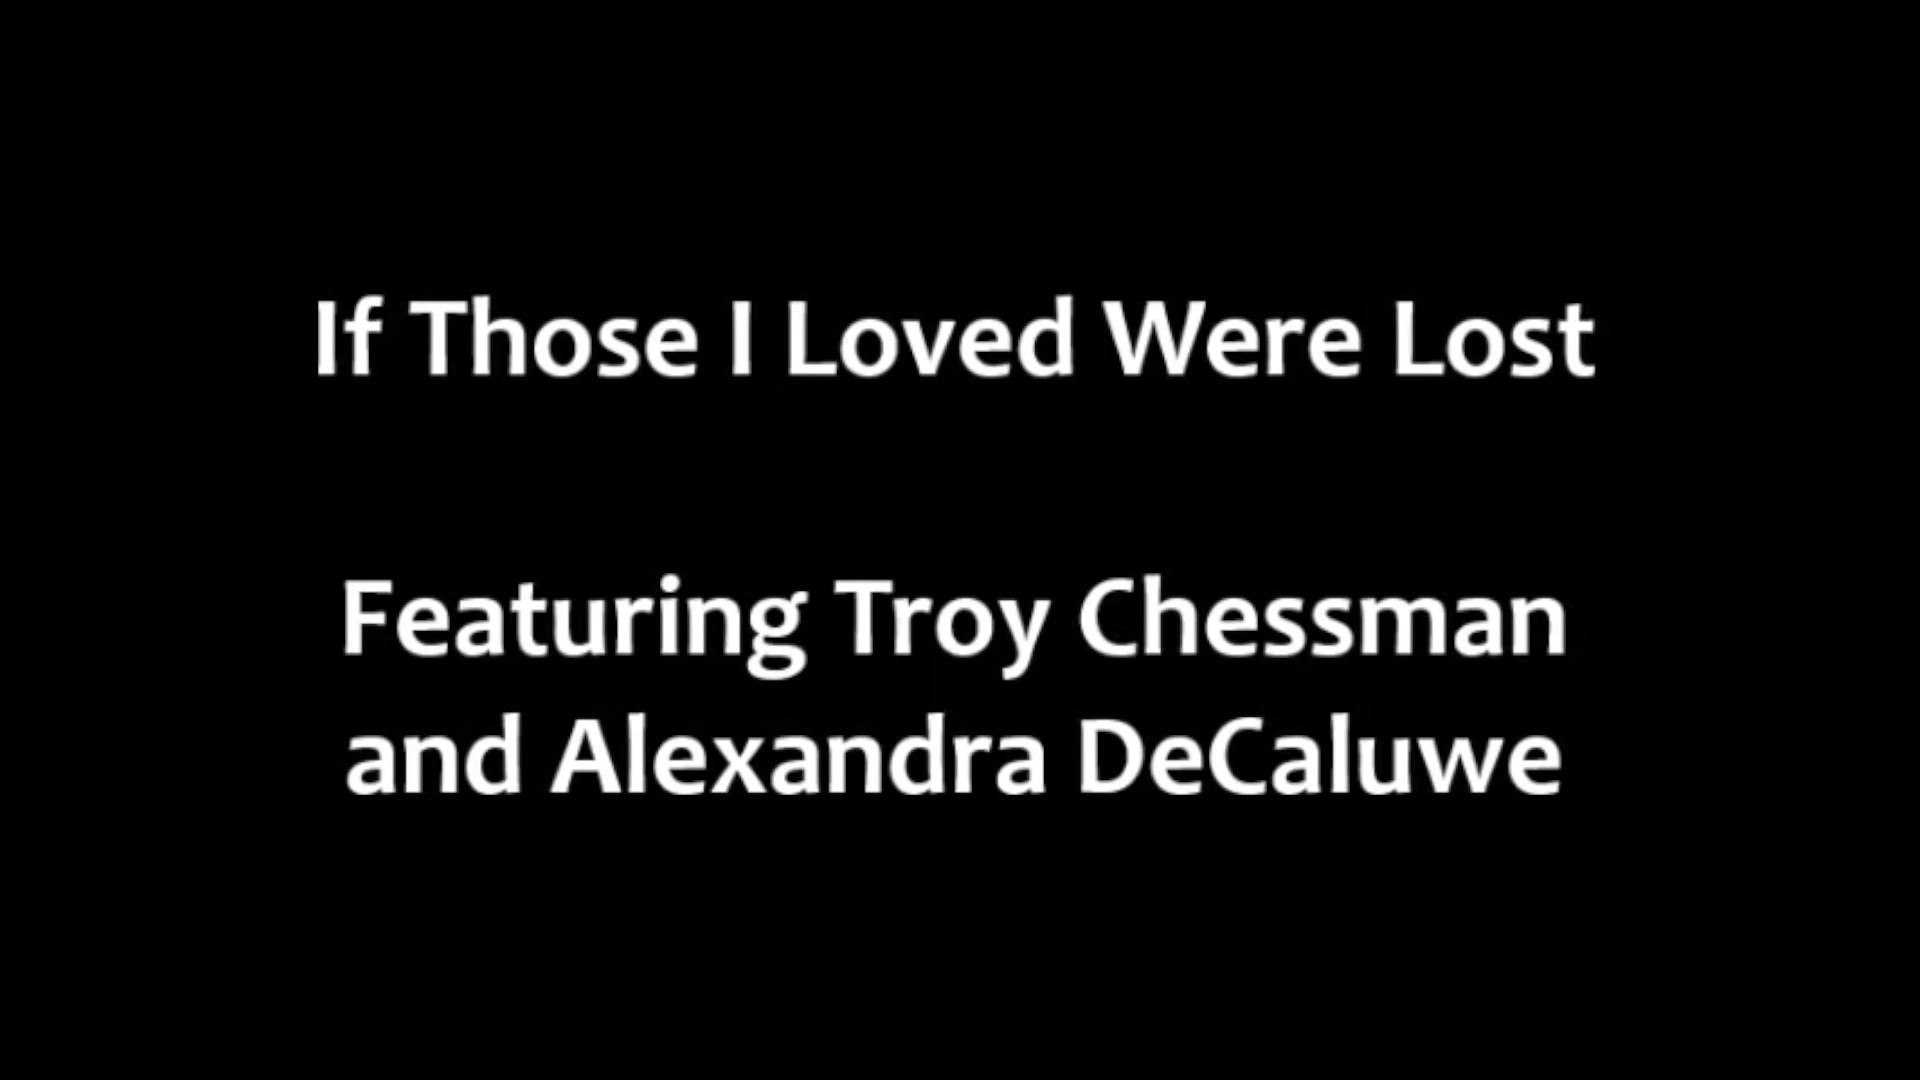 If Those I Loved Were Lost
Featuring Troy Chessman
and Alexandra DeCaluwe